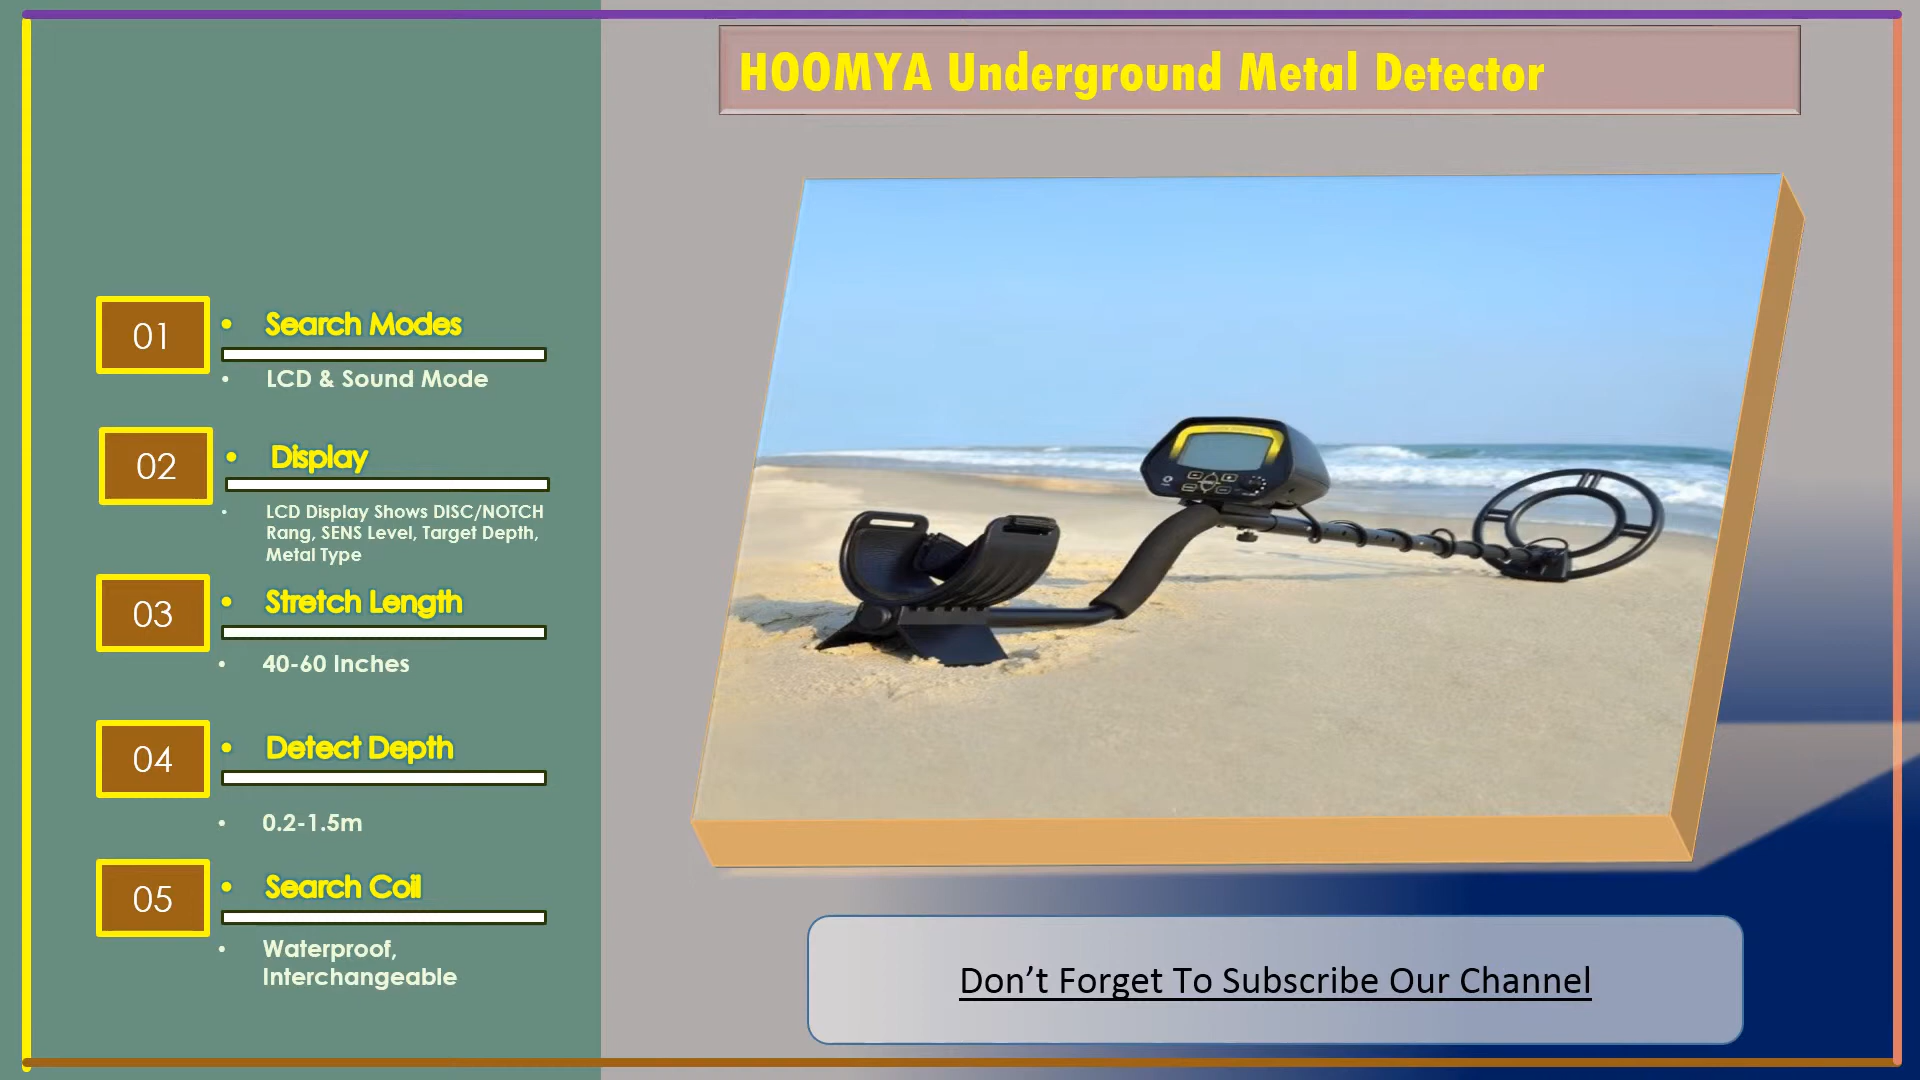 HOOMYA Underground Metal Detector
01
• Search Modes
• LCD & Sound Mode
02
• Display
• LCD Display Shows DISC/NOTCH
Rang, SENS Level, Target Depth,
Metal Type
03
• Stretch Length
• 40-60 Inches
04
• Detect Depth
• 0.2-1.5m
05
• Search Coil
• Waterproof,
Interchangeable
Don’t Forget To Subscribe Our Channel